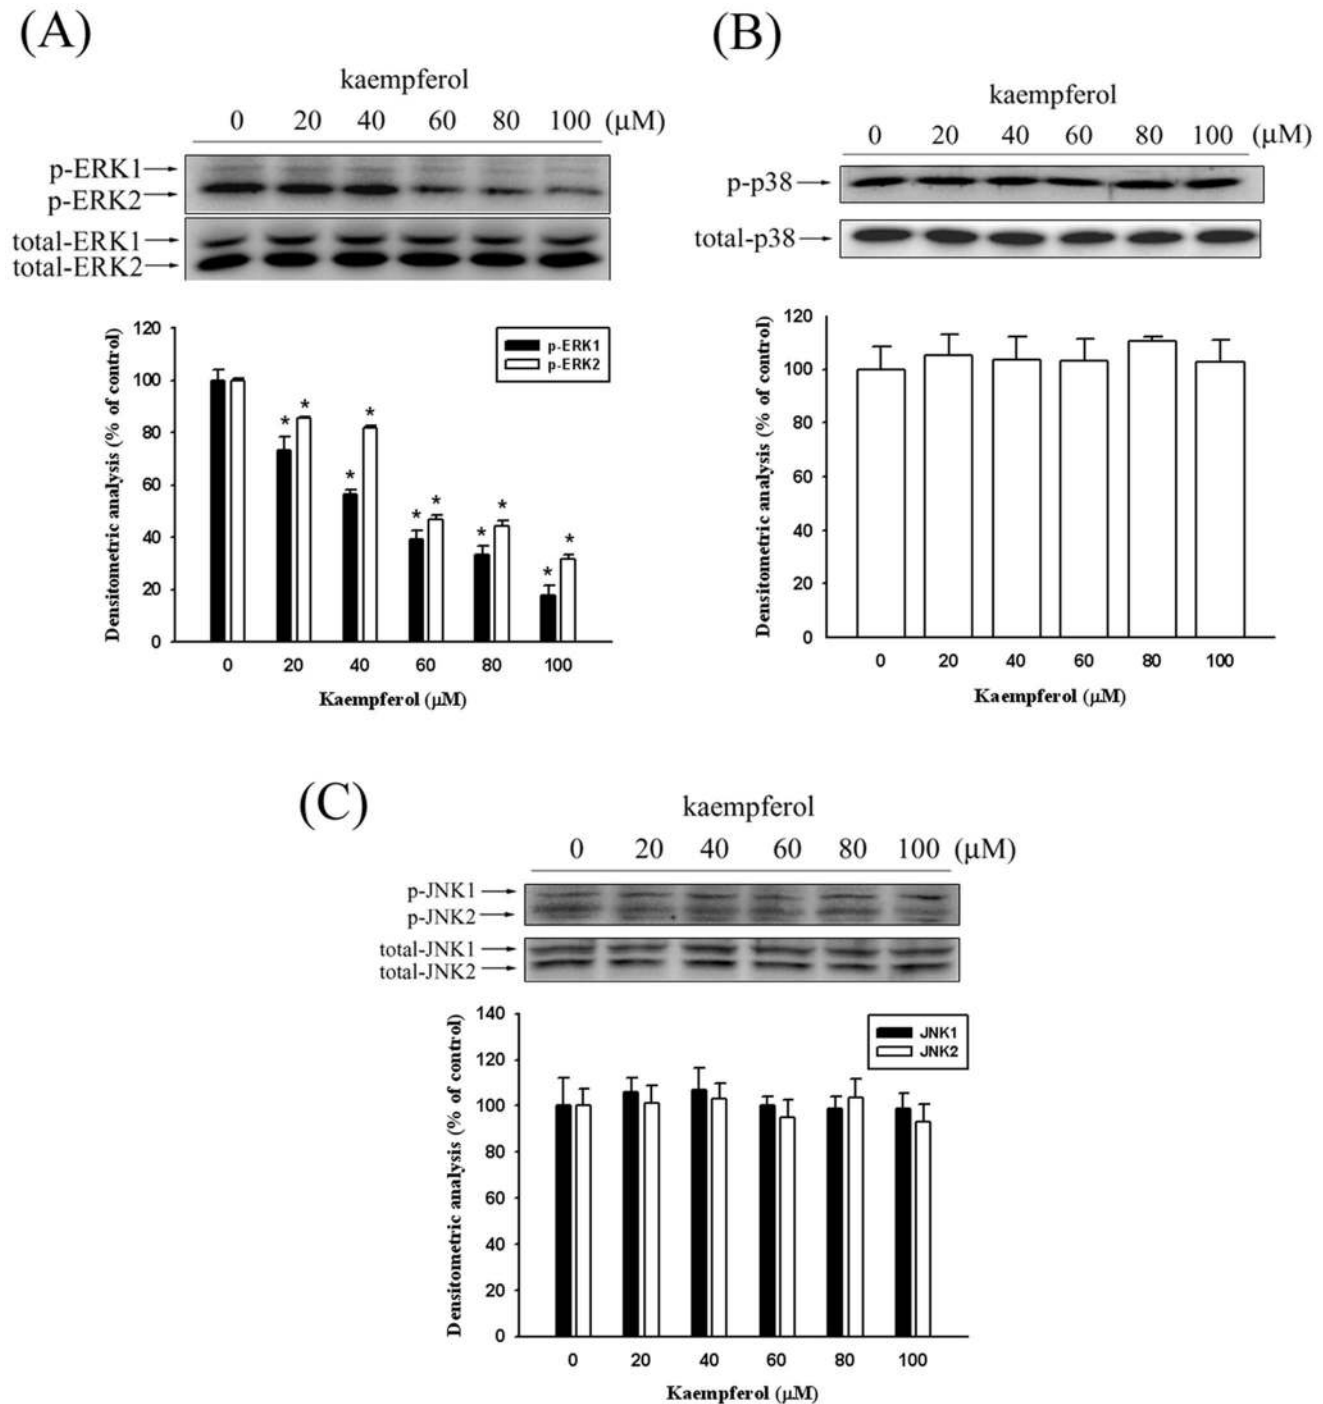 (A)
kaempferol
0 20 40 60 80 100 (μM)
p-ERK1
p-ERK2
total-ERK1
total-ERK2
120
100
80
60
40
20
0
Densitometric analysis (% of control)
p-ERK1
p-ERK2
* * * * * * * * * *
0 20 40 60 80 100
Kaempferol (μM)
(B)
kaempferol
0 20 40 60 80 100 (μM)
p-p38
total-p38
120
100
80
60
40
20
0
Densitometric analysis (% of control)
0 20 40 60 80 100
Kaempferol (μM)
(C)
kaempferol
0 20 40 60 80 100 (μM)
p-JNK1
p-JNK2
total-JNK1
total-JNK2
140
120
100
80
60
40
20
0
Densitometric analysis (% of control)
JNK1
JNK2
0 20 40 60 80 100
Kaempferol (μM)